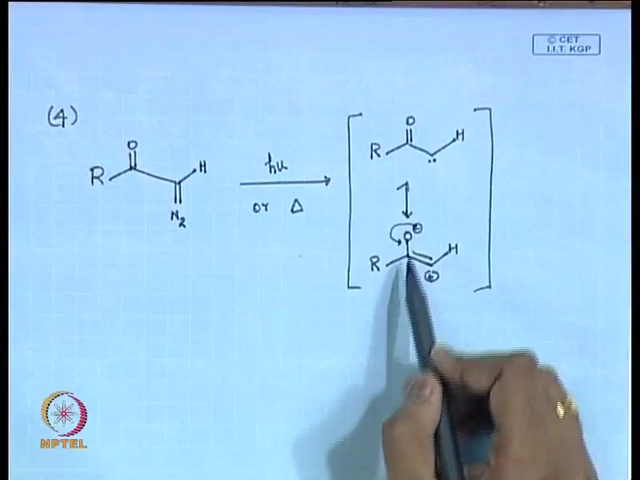 © CET
I.I.T. KGP
(4)
O
R
H
N2
hν
or Δ
O
R
H
O ⊖
R
H
⊕
NPTEL